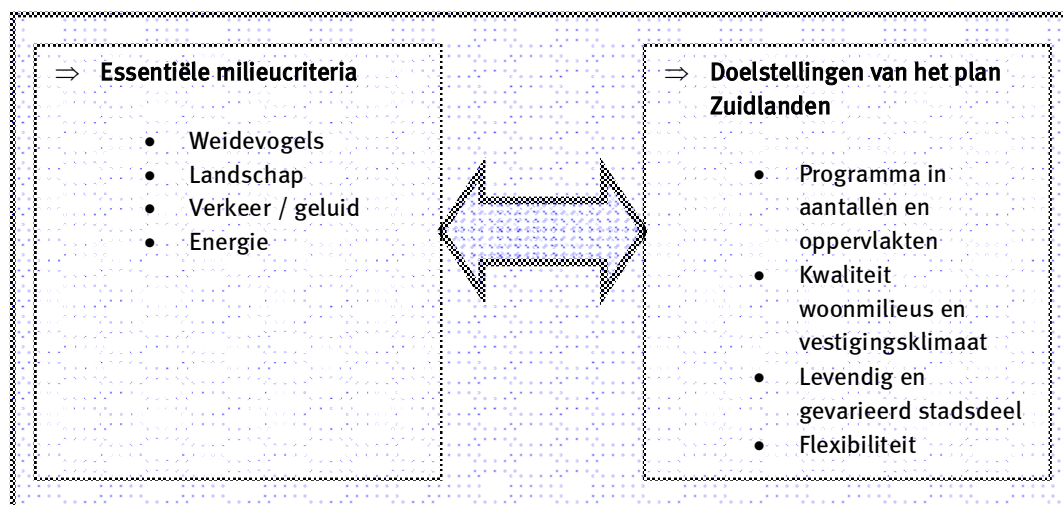 ⇒ Essentiële milieucriteria
• Weidevogels
• Landschap
• Verkeer / geluid
• Energie
⇒ Doelstellingen van het plan
Zuidlanden
• Programma in
aantallen en
oppervlakten
• Kwaliteit
woonmilieus en
vestigingsklimaat
• Levendig en
gevarieerd stadsdeel
• Flexibiliteit